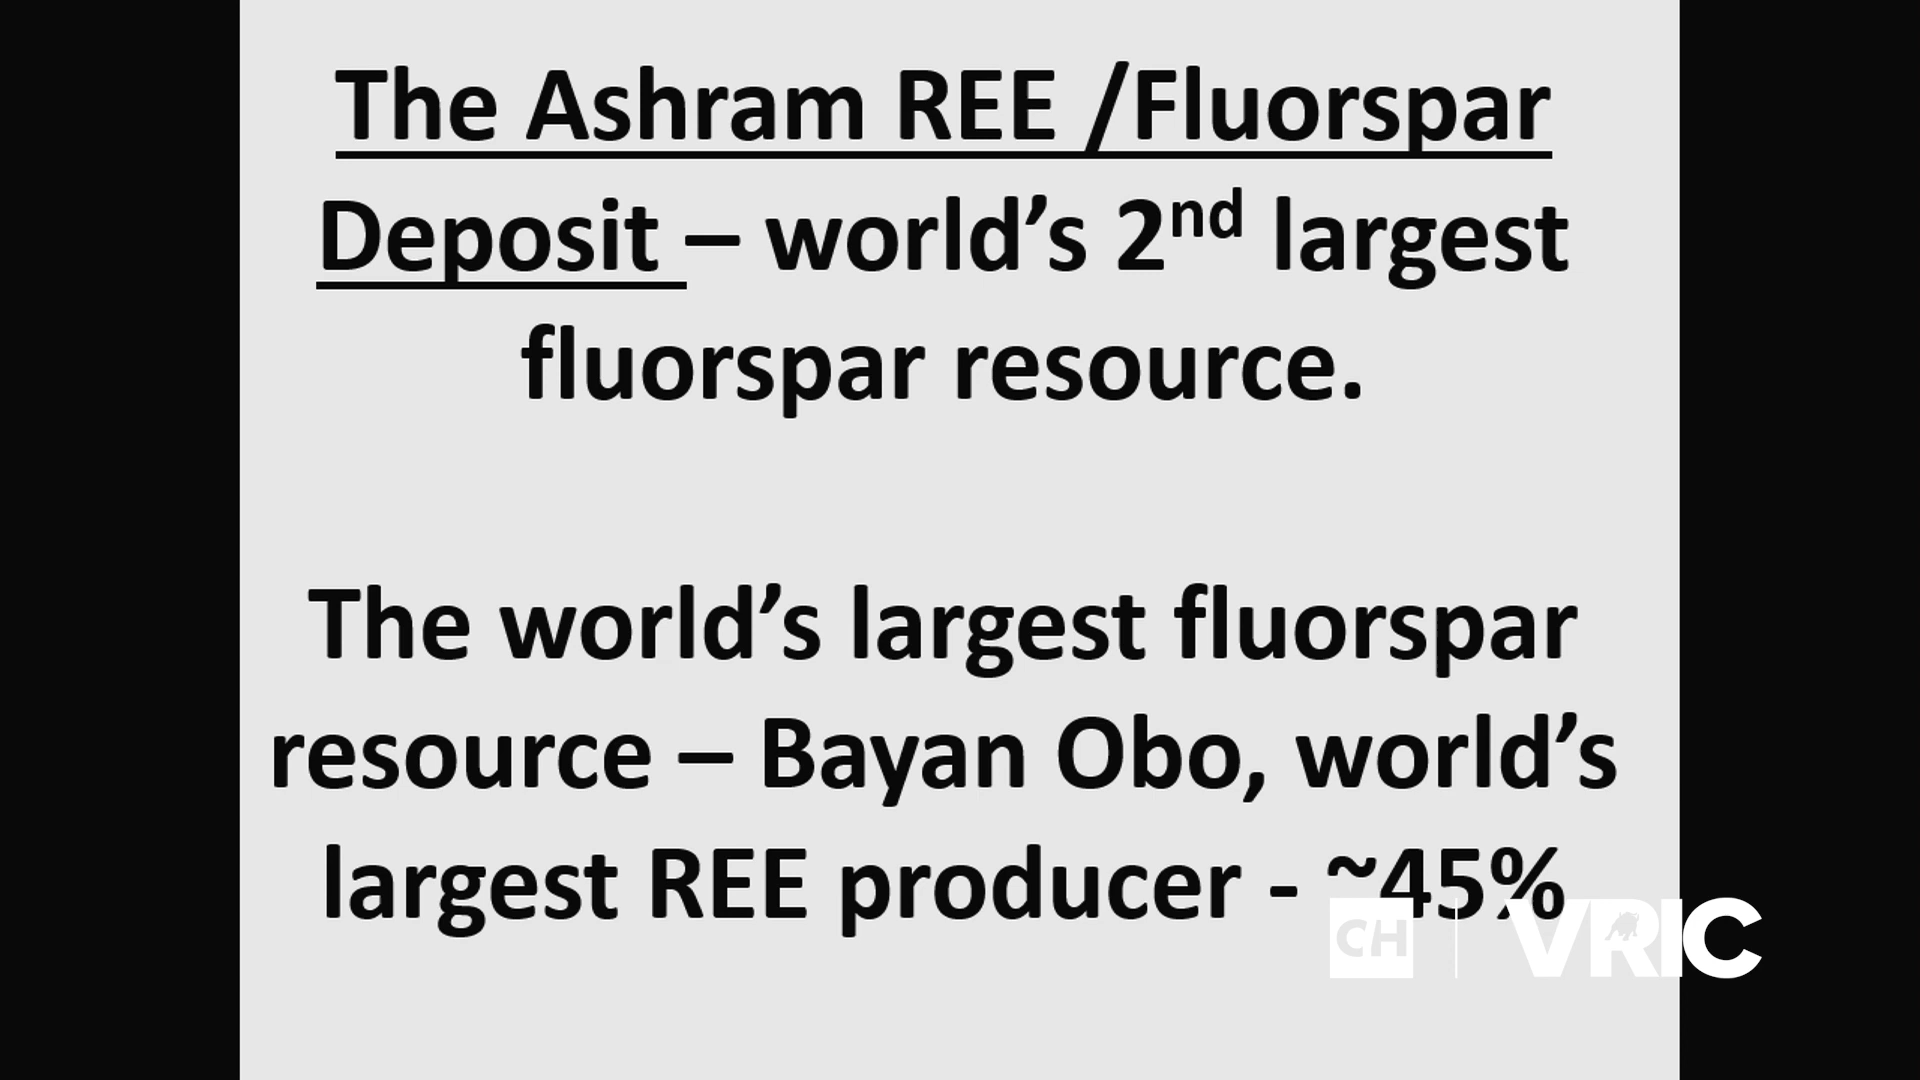 The Ashram REE /Fluorspar
Deposit – world’s 2nd largest
fluorspar resource.
The world’s largest fluorspar
resource – Bayan Obo, world’s
largest REE producer - ~45%
CH | VRIC